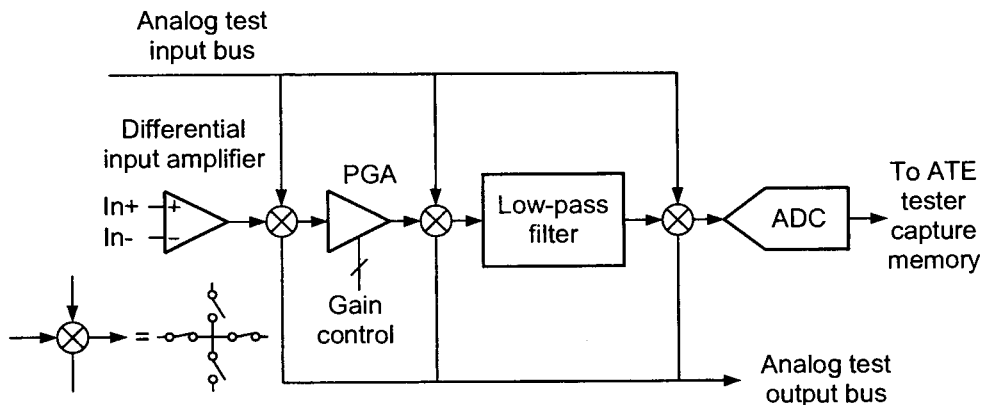 Analog test
input bus
Differential
input amplifier
PGA
In+
In-
+
−
Low-pass
filter
ADC
To ATE
tester
capture
memory
Gain
control
=
Analog test
output bus